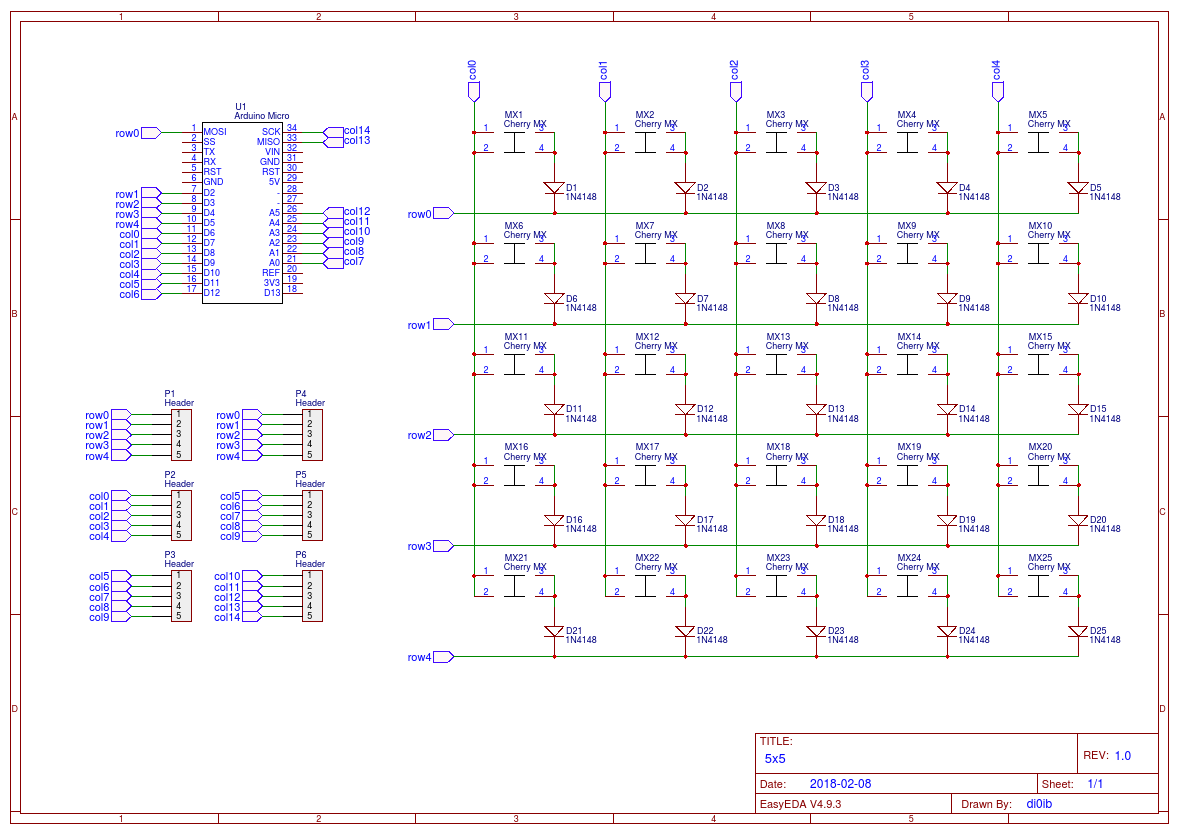 1 2 3 4 5
A
B
C
D
A
B
C
D
1 2 3 4 5
U1
Arduino Micro
row0 1 MOSI SCK 34 col14
2 SS MISO 33 col13
3 TX VIN 32
4 RX GND 31
5 RST RST 30
6 GND 5V 29
row1 7 D2 - 28
row2 8 D3 - 27
row3 9 D4 A5 26 col12
row4 10 D5 A4 25 col11
col0 11 D6 A3 24 col10
col1 12 D7 A2 23 col9
col2 13 D8 A1 22 col8
col3 14 D9 A0 21 col7
col4 15 D10 REF 20
col5 16 D11 3V3 19
col6 17 D12 D13 18
P1
Header
row0 1
row1 2
row2 3
row3 4
row4 5
P4
Header
row0 1
row1 2
row2 3
row3 4
row4 5
P2
Header
col0 1
col1 2
col2 3
col3 4
col4 5
P5
Header
col5 1
col6 2
col7 3
col8 4
col9 5
P3
Header
col5 1
col6 2
col7 3
col8 4
col9 5
P6
Header
col10 1
col11 2
col12 3
col13 4
col14 5
col0 col1 col2 col3 col4
MX1 MX2 MX3 MX4 MX5
Cherry MX Cherry MX Cherry MX Cherry MX Cherry MX
1 3 1 3 1 3 1 3 1 3
2 4 2 4 2 4 2 4 2 4
D1 D2 D3 D4 D5
1N4148 1N4148 1N4148 1N4148 1N4148
row0
MX6 MX7 MX8 MX9 MX10
Cherry MX Cherry MX Cherry MX Cherry MX Cherry MX
1 3 1 3 1 3 1 3 1 3
2 4 2 4 2 4 2 4 2 4
D6 D7 D8 D9 D10
1N4148 1N4148 1N4148 1N4148 1N4148
row1
MX11 MX12 MX13 MX14 MX15
Cherry MX Cherry MX Cherry MX Cherry MX Cherry MX
1 3 1 3 1 3 1 3 1 3
2 4 2 4 2 4 2 4 2 4
D11 D12 D13 D14 D15
1N4148 1N4148 1N4148 1N4148 1N4148
row2
MX16 MX17 MX18 MX19 MX20
Cherry MX Cherry MX Cherry MX Cherry MX Cherry MX
1 3 1 3 1 3 1 3 1 3
2 4 2 4 2 4 2 4 2 4
D16 D17 D18 D19 D20
1N4148 1N4148 1N4148 1N4148 1N4148
row3
MX21 MX22 MX23 MX24 MX25
Cherry MX Cherry MX Cherry MX Cherry MX Cherry MX
1 3 1 3 1 3 1 3 1 3
2 4 2 4 2 4 2 4 2 4
D21 D22 D23 D24 D25
1N4148 1N4148 1N4148 1N4148 1N4148
row4
TITLE:
5x5
REV: 1.0
Date: 2018-02-08
Sheet: 1/1
EasyEDA V4.9.3
Drawn By: di0ib